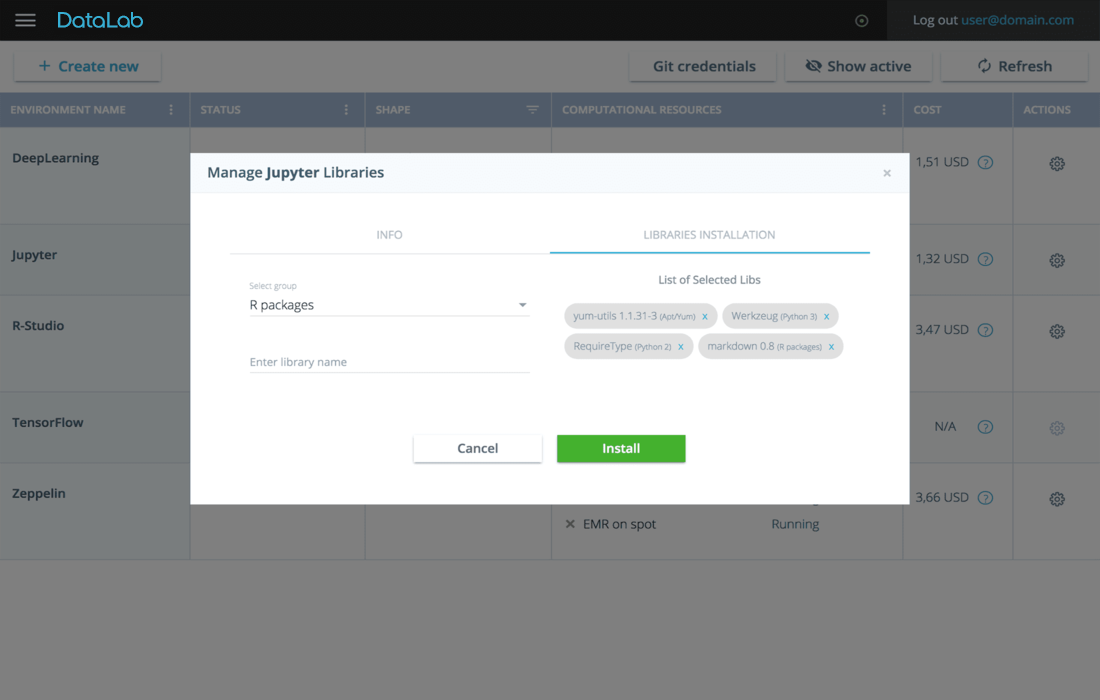 DataLab
Log out user@domain.com
+ Create new
Git credentials
Show active
Refresh
ENVIRONMENT NAME
STATUS
SHAPE
COMPUTATIONAL RESOURCES
COST
ACTIONS
DeepLearning
1,51 USD ?
Manage Jupyter Libraries ×
INFO
LIBRARIES INSTALLATION
Select group
R packages
Enter library name
List of Selected Libs
yum-utils 1.1.31-3 (Apt/Yum) x
Werkzeug (Python 3) x
RequireType (Python 2) x
markdown 0.8 (R packages) x
Cancel
Install
Jupyter
1,32 USD ?
R-Studio
3,47 USD ?
TensorFlow
N/A ?
Zeppelin
3,66 USD ?
× EMR on spot
Running